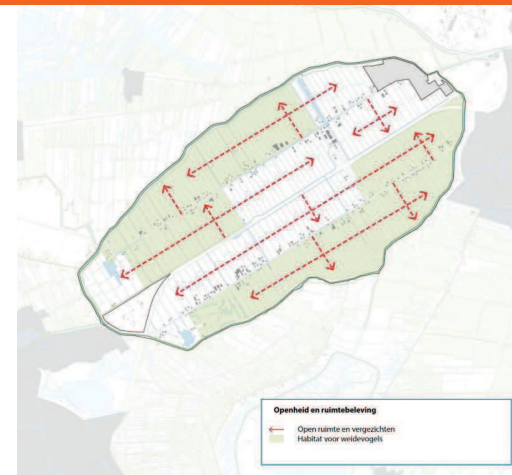 Openheid en ruimtebeleving
Open ruimte en vergezichten
Habitat voor weidevogels